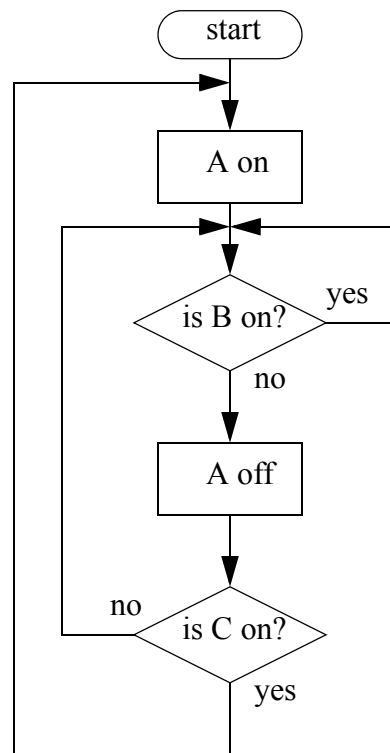 start
A on
is B on?
yes
no
A off
no
is C on?
yes